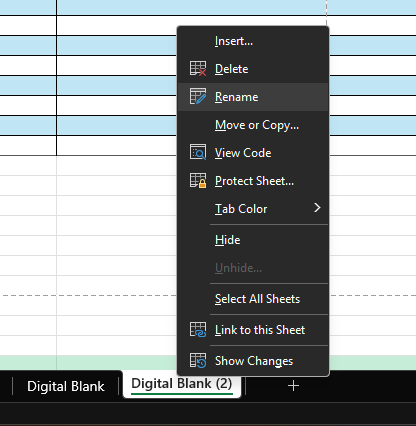 Insert...
Delete
Rename
Move or Copy...
View Code
Protect Sheet...
Tab Color
Hide
Unhide...
Select All Sheets
Link to this Sheet
Show Changes
Digital Blank
Digital Blank (2)